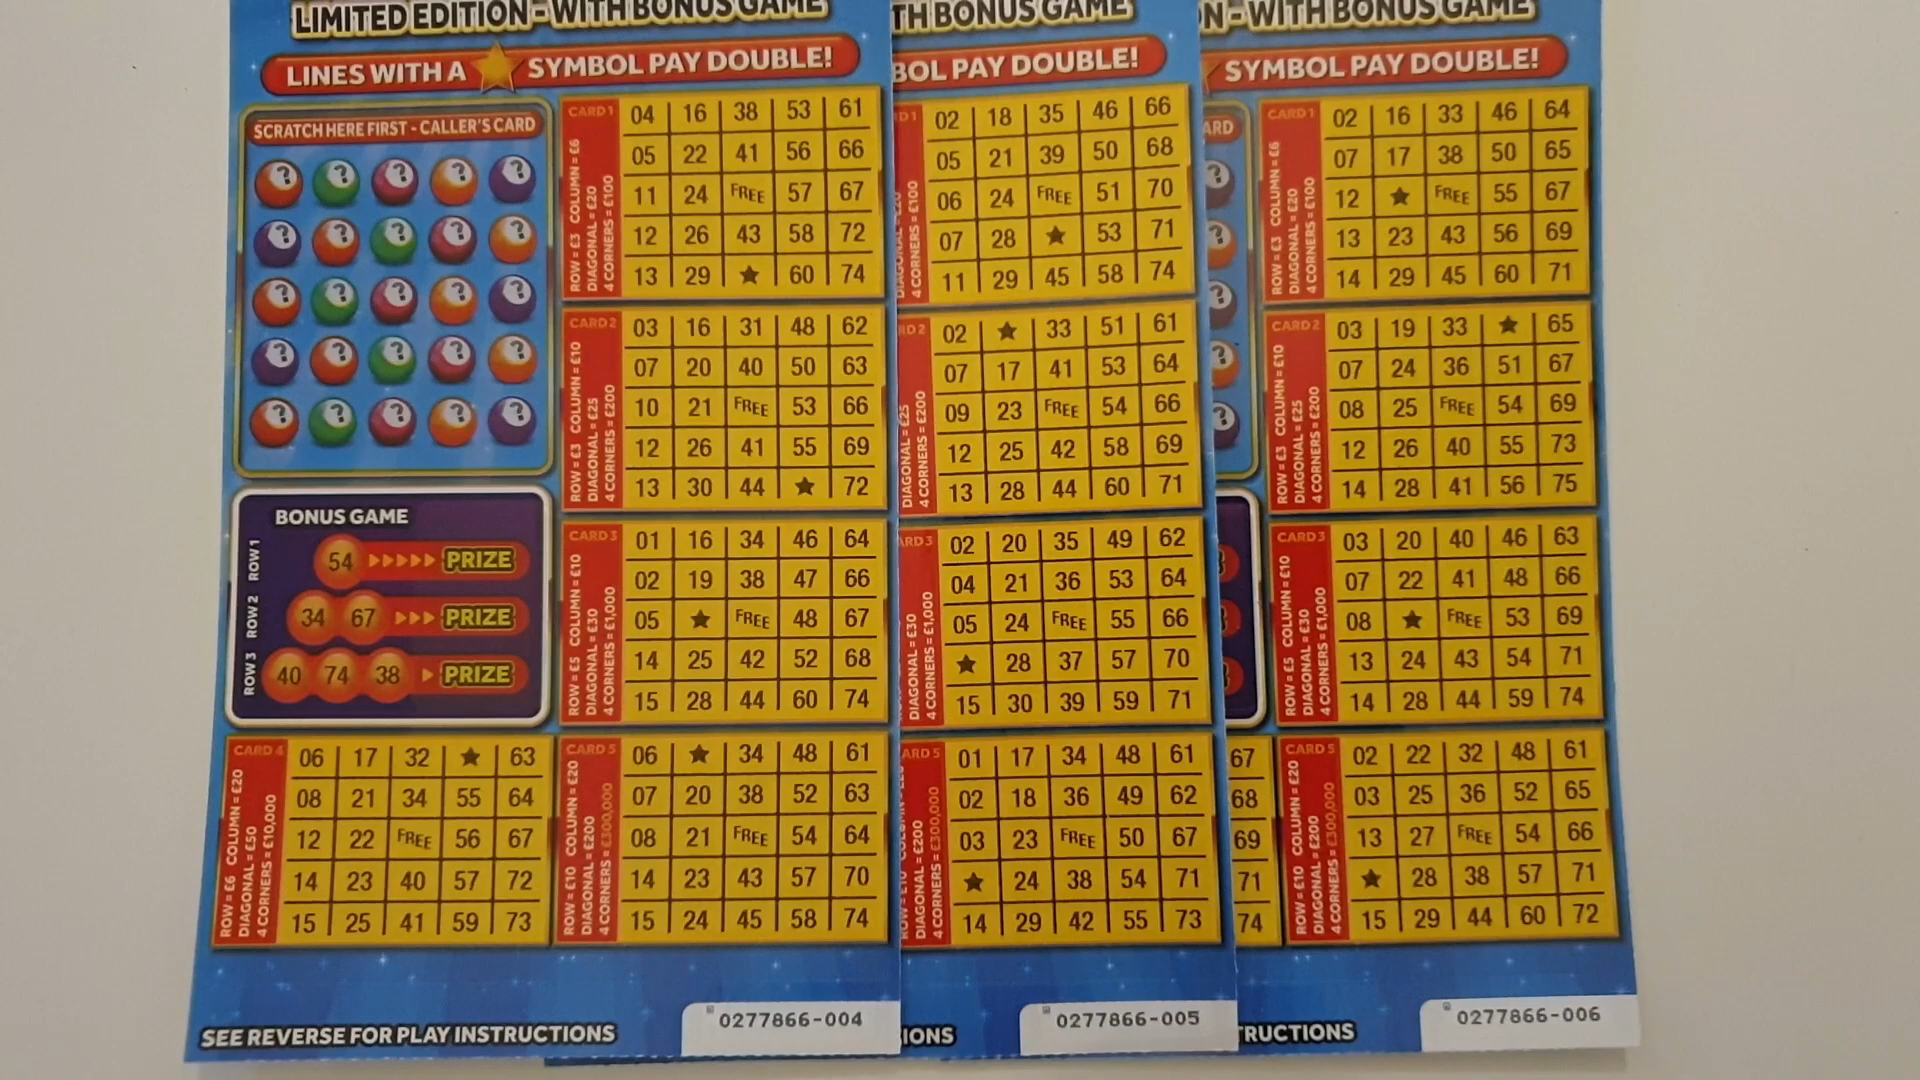 LIMITED EDITION - WITH BONUS GAME
LINES WITH A SYMBOL PAY DOUBLE!
SCRATCH HERE FIRST - CALLER'S CARD
? ? ? ? ?
? ? ? ? ?
? ? ? ? ?
? ? ? ? ?
? ? ? ? ?
BONUS GAME
ROW 1 54 PRIZE
ROW 2 34 67 PRIZE
ROW 3 40 74 38 PRIZE
CARD 1
ROW = £3 COLUMN = £6
DIAGONAL = £20
4 CORNERS = £100
04 16 38 53 61
05 22 41 56 66
11 24 FREE 57 67
12 26 43 58 72
13 29 ★ 60 74
CARD 2
ROW = £3 COLUMN = £10
DIAGONAL = £25
4 CORNERS = £200
03 16 31 48 62
07 20 40 50 63
10 21 FREE 53 66
12 26 41 55 69
13 30 44 ★ 72
CARD 3
ROW = £5 COLUMN = £10
DIAGONAL = £30
4 CORNERS = £1,000
01 16 34 46 64
02 19 38 47 66
05 ★ FREE 48 67
14 25 42 52 68
15 28 44 60 74
CARD 4
ROW = £6 COLUMN = £20
DIAGONAL = £50
4 CORNERS = £10,000
06 17 32 ★ 63
08 21 34 55 64
12 22 FREE 56 67
14 23 40 57 72
15 25 41 59 73
CARD 5
ROW = £10 COLUMN = £20
DIAGONAL = £200
4 CORNERS = £300,000
06 ★ 34 48 61
07 20 38 52 63
08 21 FREE 54 64
14 23 43 57 70
15 24 45 58 74
SEE REVERSE FOR PLAY INSTRUCTIONS
0277866-004
TH BONUS GAME
BOL PAY DOUBLE!
RD 1
DIAGONAL = £20
4 CORNERS = £100
02 18 35 46 66
05 21 39 50 68
06 24 FREE 51 70
07 28 ★ 53 71
11 29 45 58 74
RD 2
DIAGONAL = £25
4 CORNERS = £200
02 ★ 33 51 61
07 17 41 53 64
09 23 FREE 54 66
12 25 42 58 69
13 28 44 60 71
ARD 3
DIAGONAL = £30
4 CORNERS = £1,000
02 20 35 49 62
04 21 36 53 64
05 24 FREE 55 66
★ 28 37 57 70
15 30 39 59 71
ARD 5
DIAGONAL = £200
4 CORNERS = £300,000
01 17 34 48 61
02 18 36 49 62
03 23 FREE 50 67
★ 24 38 54 71
14 29 42 55 73
IONS
0277866-005
N - WITH BONUS GAME
SYMBOL PAY DOUBLE!
ARD
CARD 1
ROW = £3 COLUMN = £6
DIAGONAL = £20
4 CORNERS = £100
02 16 33 46 64
07 17 38 50 65
12 ★ FREE 55 67
13 23 43 56 69
14 29 45 60 71
CARD 2
ROW = £3 COLUMN = £10
DIAGONAL = £25
4 CORNERS = £200
03 19 33 ★ 65
07 24 36 51 67
08 25 FREE 54 69
12 26 40 55 73
14 28 41 56 75
CARD 3
ROW = £5 COLUMN = £10
DIAGONAL = £30
4 CORNERS = £1,000
03 20 40 46 63
07 22 41 48 66
08 ★ FREE 53 69
13 24 43 54 71
14 28 44 59 74
67
68
69
71
74
CARD 5
ROW = £10 COLUMN = £20
DIAGONAL = £200
4 CORNERS = £300,000
02 22 32 48 61
03 25 36 52 65
13 27 FREE 54 66
★ 28 38 57 71
15 29 44 60 72
TRUCTIONS
0277866-006